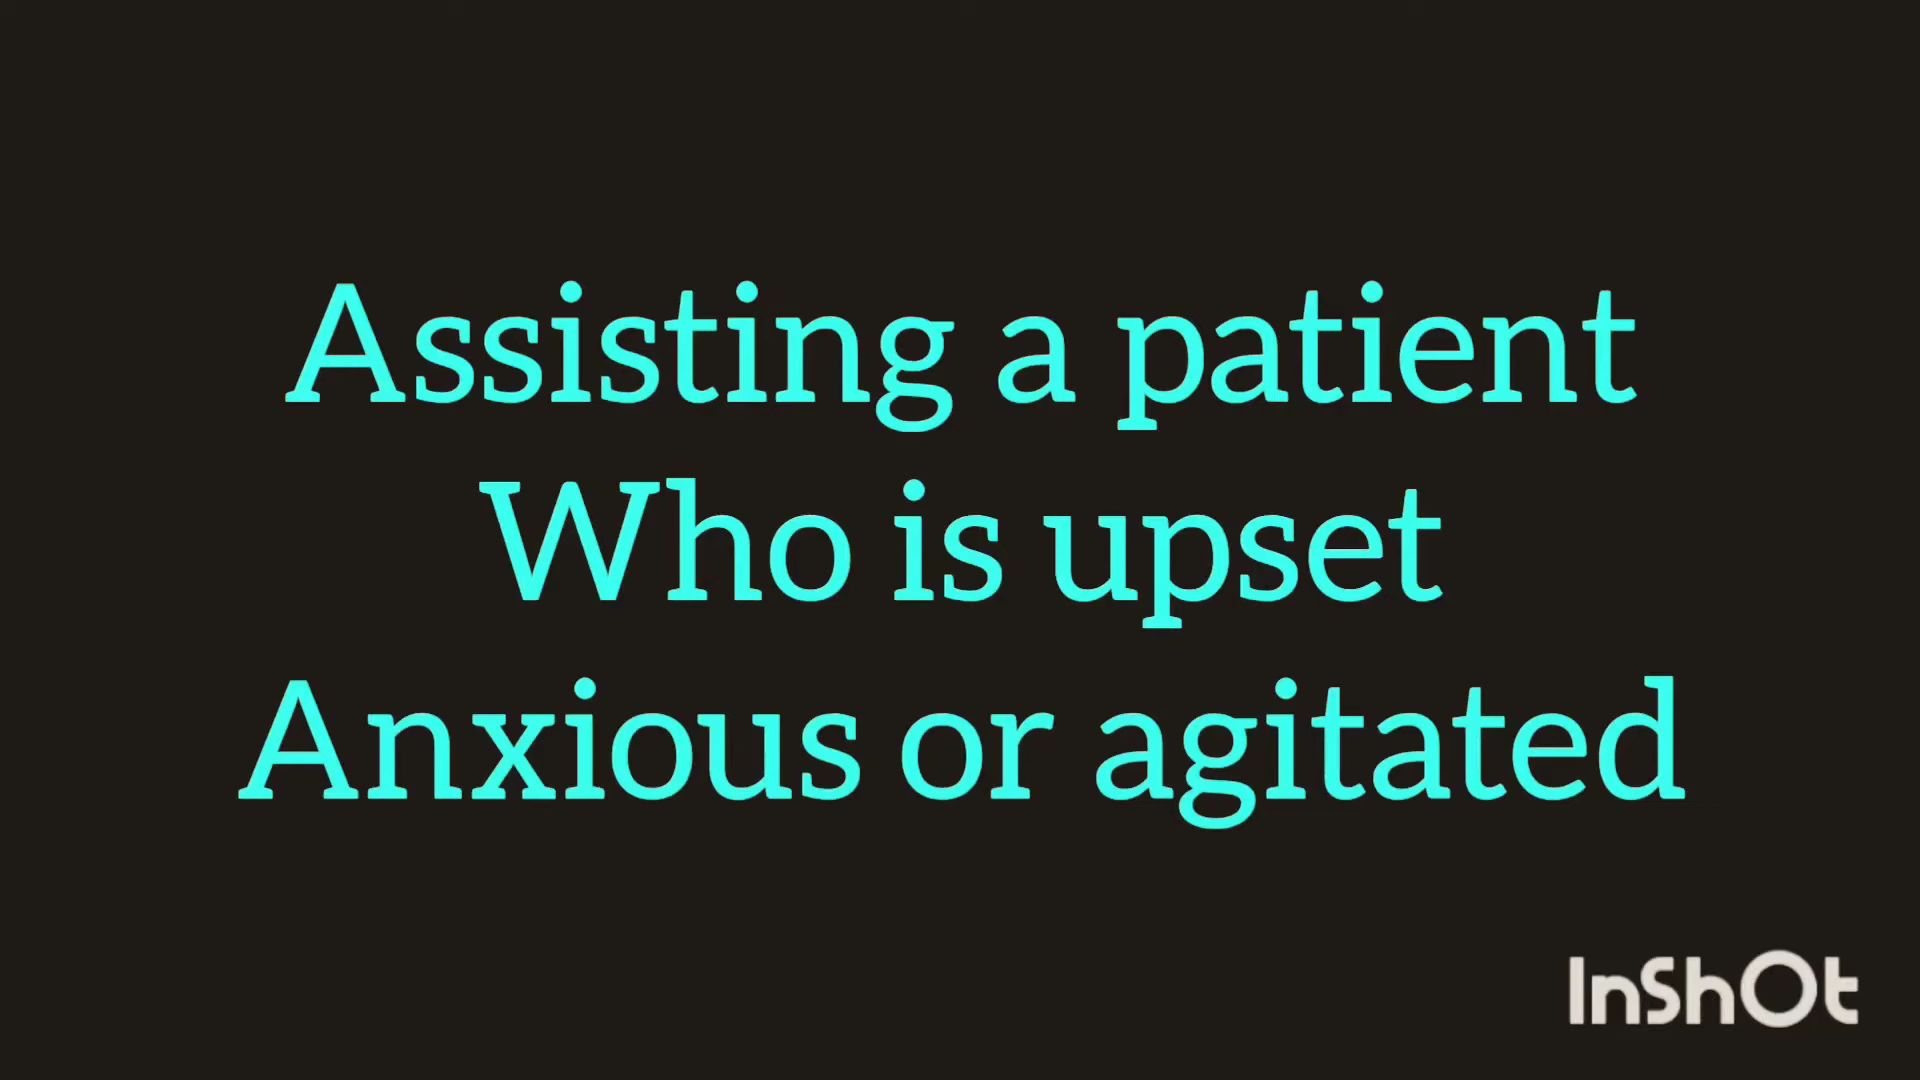 Assisting a patient
Who is upset
Anxious or agitated
InShOt